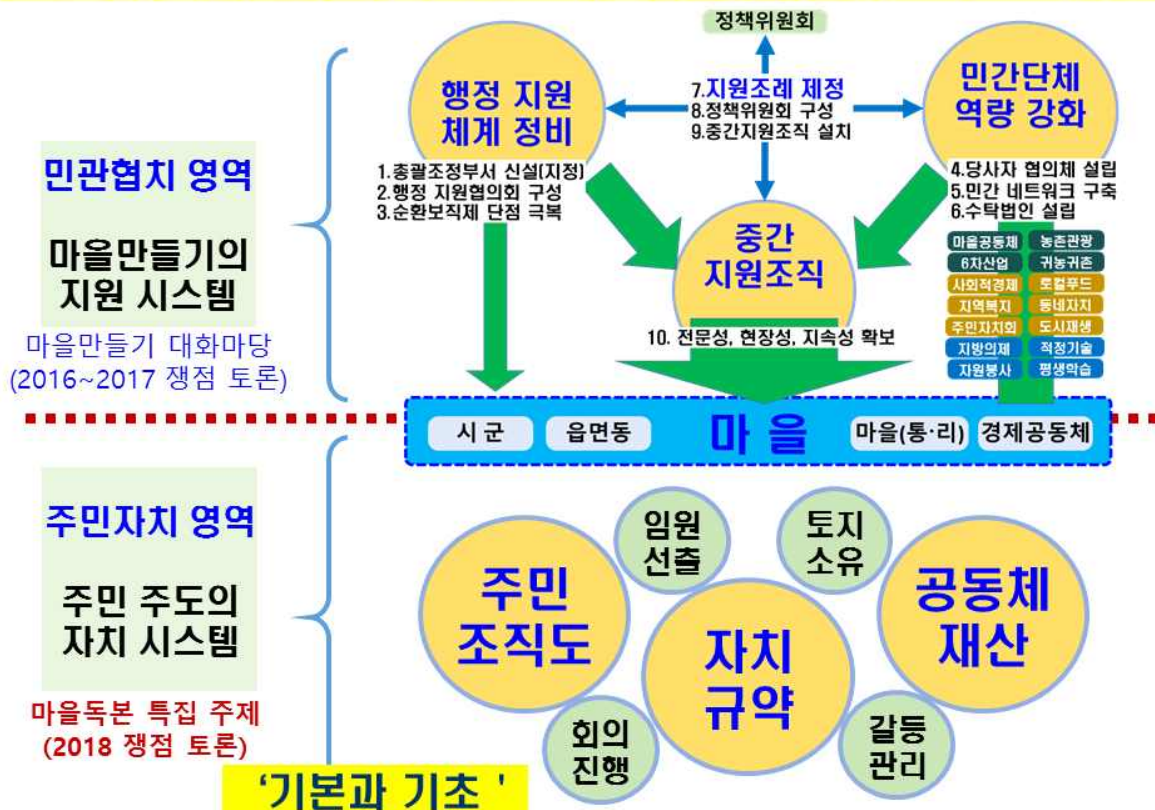 정책위원회
행정 지원
체계 정비
7.지원조례 제정
8.정책위원회 구성
9.중간지원조직 설치
민간단체
역량 강화
민관협치 영역
마을만들기의
지원 시스템
마을만들기 대화마당
(2016~2017 쟁점 토론)
1.총괄조정부서 신설(지정)
2.행정 지원협의회 구성
3.순환보직제 단점 극복
4.당사자 협의체 설립
5.민간 네트워크 구축
6.수탁법인 설립
중간
지원조직
마을공동체 농촌관광
6차산업 귀농귀촌
사회적경제 로컬푸드
지역복지 동네자치
주민자치회 도시재생
지방의제 적정기술
자원봉사 평생학습
10. 전문성, 현장성, 지속성 확보
시 군 읍면동 마 을 마을(통·리) 경제공동체
주민자치 영역
주민 주도의
자치 시스템
마을독본 특집 주제
(2018 쟁점 토론)
임원
선출
토지
소유
주민
조직도
자치
규약
공동체
재산
회의
진행
갈등
관리
‘기본과 기초 '